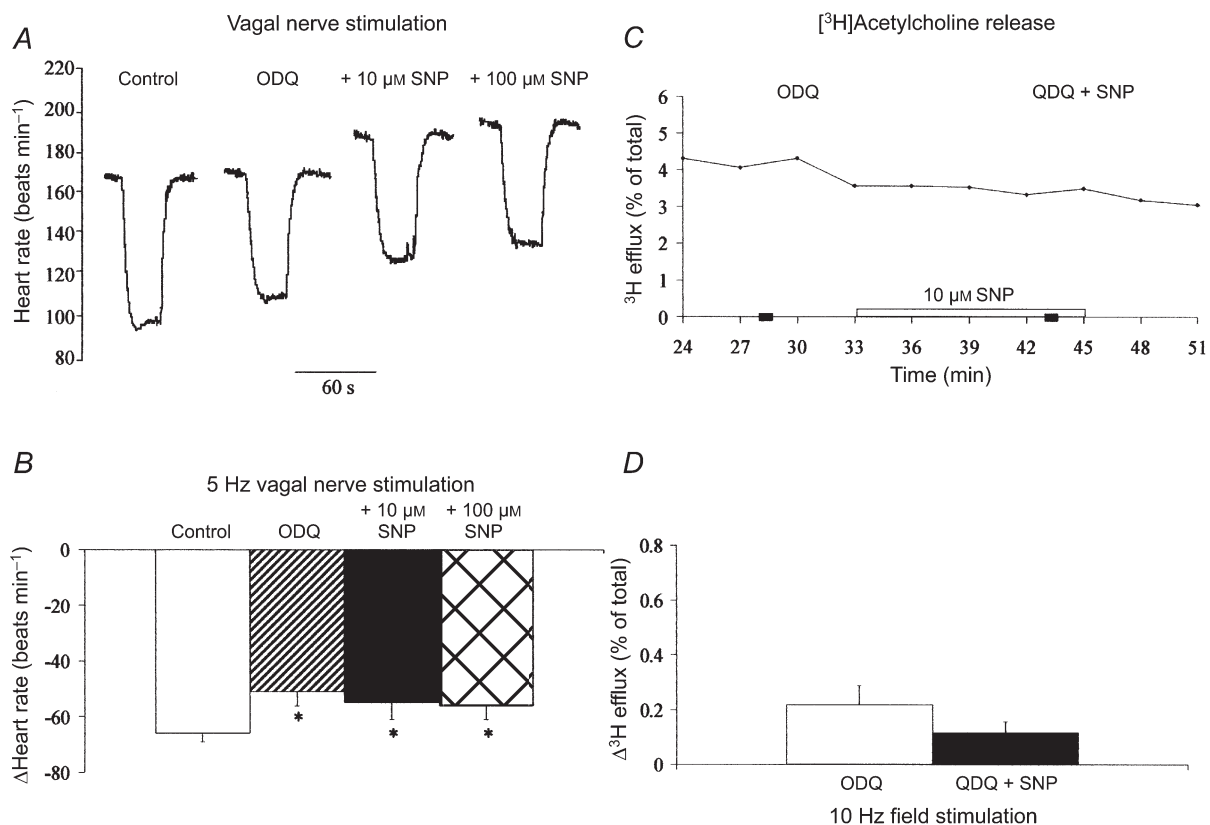 A
Vagal nerve stimulation
Control
ODQ
+ 10 µM SNP
+ 100 µM SNP
Heart rate (beats min⁻¹)
220
200
180
160
140
120
100
80
60 s
B
5 Hz vagal nerve stimulation
Control
ODQ
+ 10 µM
SNP
+ 100 µM
SNP
ΔHeart rate (beats min⁻¹)
0
-20
-40
-60
-80
*
*
*
C
[³H]Acetylcholine release
ODQ
QDQ + SNP
³H efflux (% of total)
6
5
4
3
2
1
0
10 µM SNP
24 27 30 33 36 39 42 45 48 51
Time (min)
D
Δ³H efflux (% of total)
0.8
0.6
0.4
0.2
0
ODQ
QDQ + SNP
10 Hz field stimulation